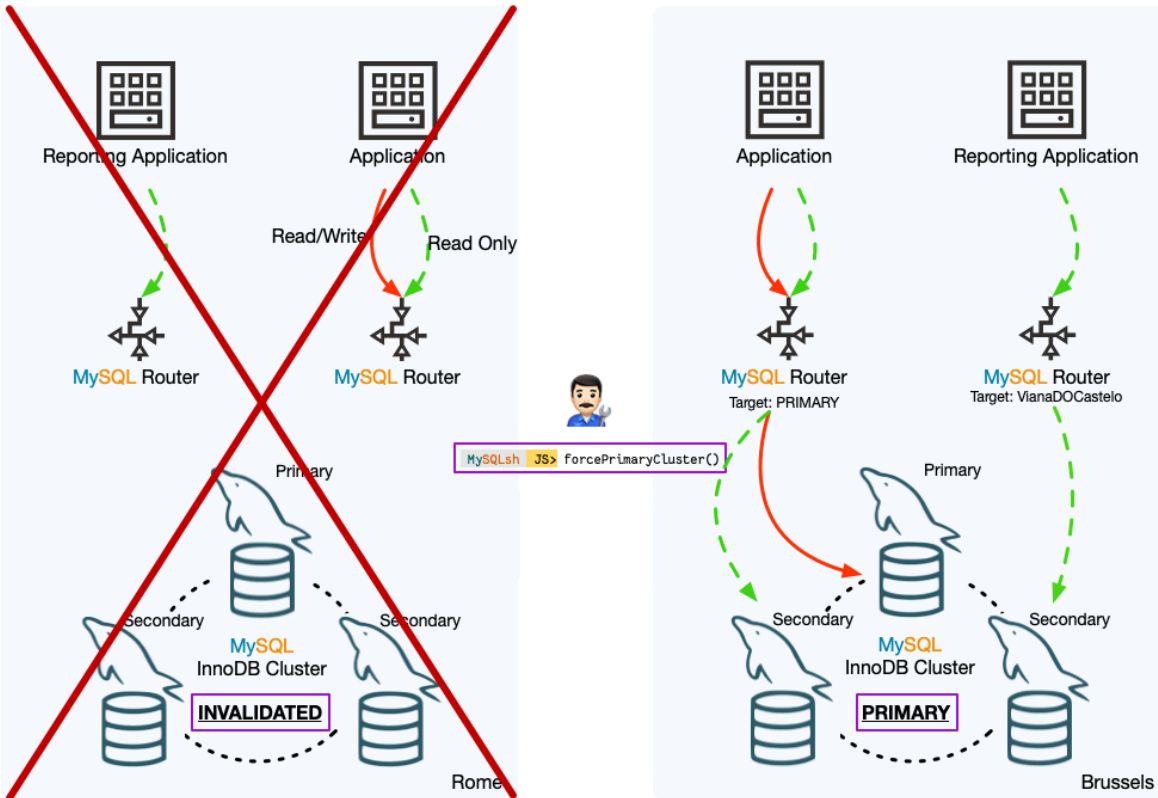 Reporting Application
Application
Read/Write
Read Only
MySQL Router
MySQL Router
Primary
Secondary
Secondary
MySQL
InnoDB Cluster
INVALIDATED
Rome
MySQLsh JS> forcePrimaryCluster()
Application
Reporting Application
MySQL Router
Target: PRIMARY
MySQL Router
Target: VianaDOCastelo
Primary
Secondary
Secondary
MySQL
InnoDB Cluster
PRIMARY
Brussels